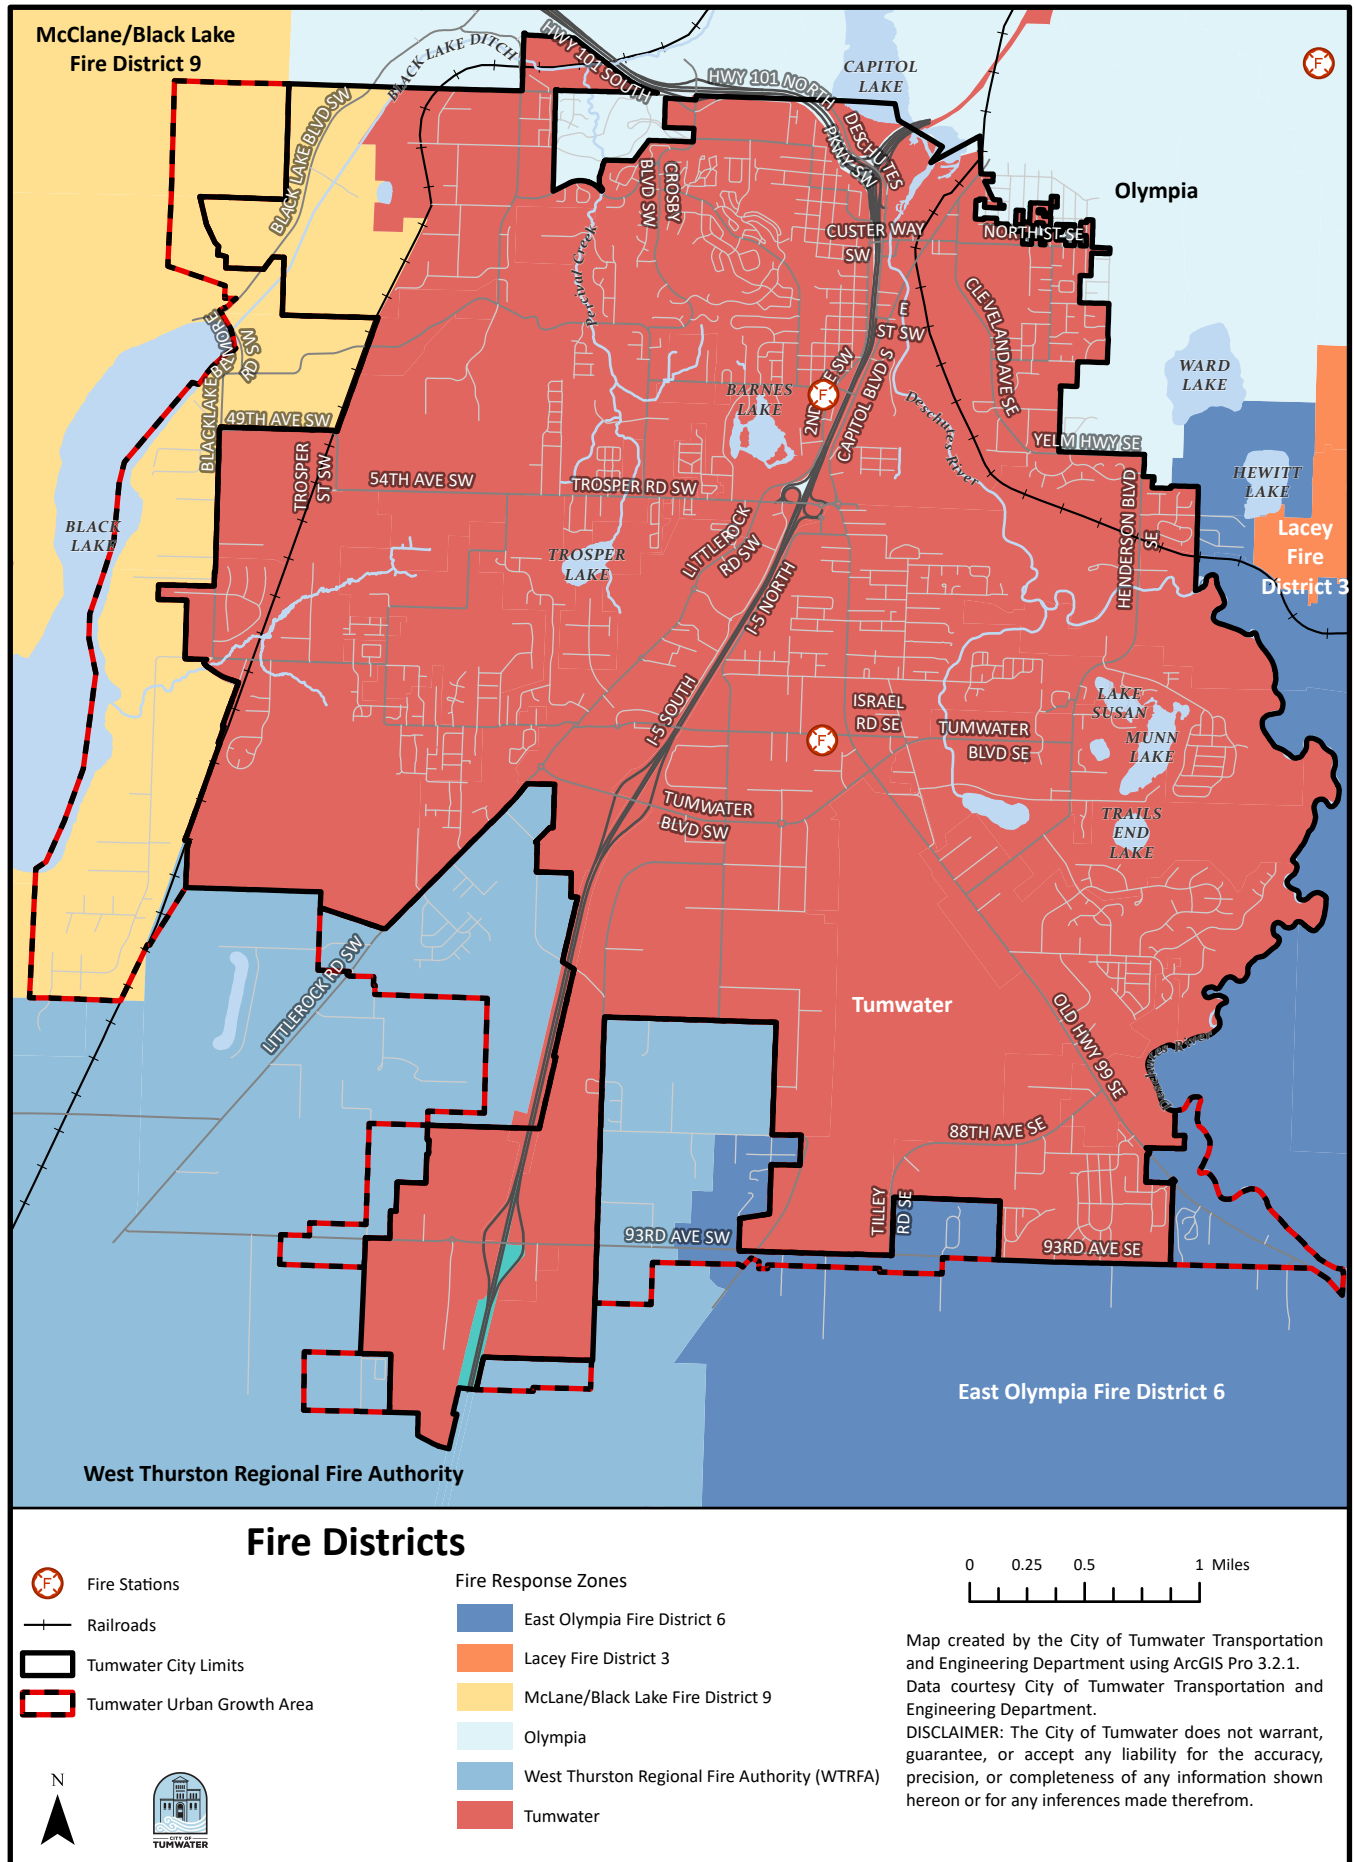 McClane/Black Lake
Fire District 9
BLACK LAKE DITCH
HWY 101 SOUTH
HWY 101 NORTH
CAPITOL
LAKE
F
BLACK LAKE BLVD SW
DESCHUTES
PKWY SW
CROSBY
BLVD SW
Olympia
CUSTER WAY
SW
NORTH ST SE
Percival Creek
CLEVELAND AVE SE
E
ST SW
BLACK LAKE-BELMORE
RD SW
WARD
LAKE
BARNES
LAKE
F
CAPITOL BLVD S
Deschutes River
49TH AVE SW
YELM HWY SE
TROSPER
ST SW
54TH AVE SW
TROSPER RD SW
HEWITT
LAKE
HENDERSON BLVD
SE
BLACK
LAKE
LITTLEROCK
RD SW
TROSPER
LAKE
Lacey
Fire
District 3
I-5 NORTH
I-5 SOUTH
LAKE
SUSAN
ISRAEL
RD SE
TUMWATER
BLVD SE
MUNN
LAKE
F
TUMWATER
BLVD SW
TRAILS
END
LAKE
LITTLEROCK RD SW
Tumwater
OLD HWY 99 SE
River
88TH AVE SE
TILLEY
RD SE
93RD AVE SW
93RD AVE SE
East Olympia Fire District 6
West Thurston Regional Fire Authority
Fire Districts
F
Fire Stations
Railroads
Tumwater City Limits
Tumwater Urban Growth Area
N
CITY OF
TUMWATER
Fire Response Zones
East Olympia Fire District 6
Lacey Fire District 3
McLane/Black Lake Fire District 9
Olympia
West Thurston Regional Fire Authority (WTRFA)
Tumwater
0 0.25 0.5 1 Miles
Map created by the City of Tumwater Transportation
and Engineering Department using ArcGIS Pro 3.2.1.
Data courtesy City of Tumwater Transportation and
Engineering Department.
DISCLAIMER: The City of Tumwater does not warrant,
guarantee, or accept any liability for the accuracy,
precision, or completeness of any information shown
hereon or for any inferences made therefrom.